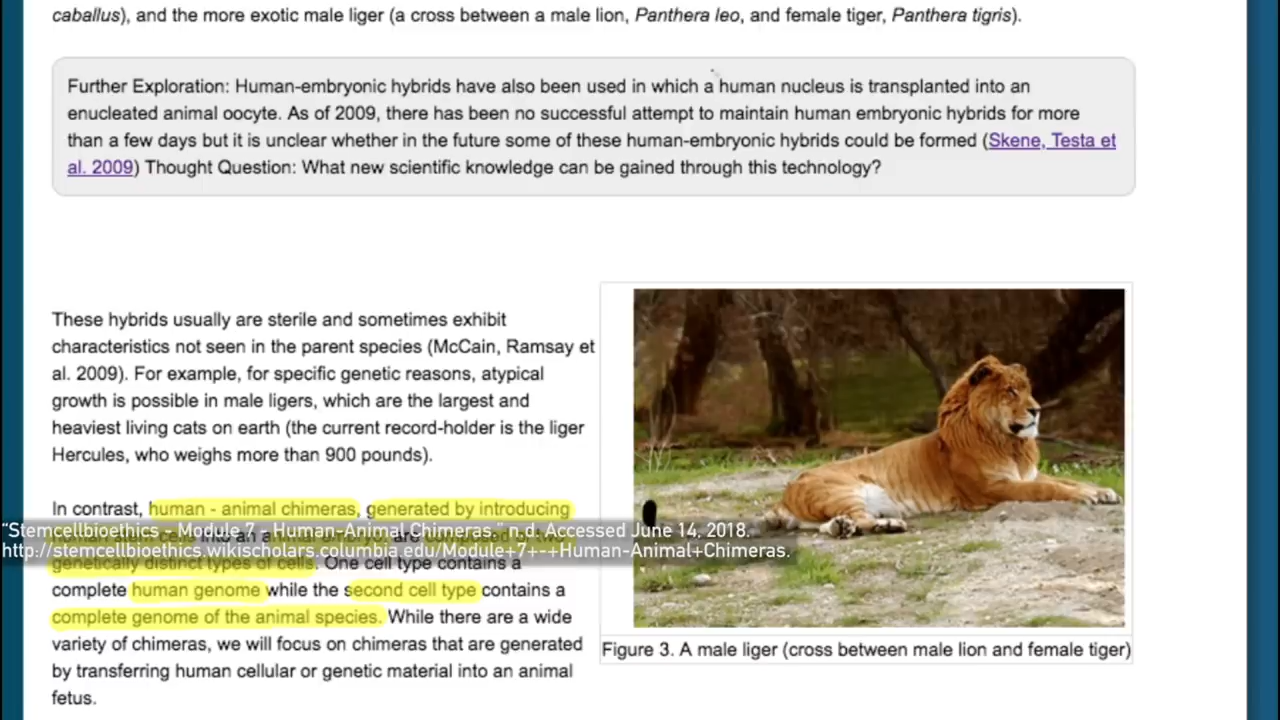 caballus), and the more exotic male liger (a cross between a male lion, Panthera leo, and female tiger, Panthera tigris).
Further Exploration: Human-embryonic hybrids have also been used in which a human nucleus is transplanted into an
enucleated animal oocyte. As of 2009, there has been no successful attempt to maintain human embryonic hybrids for more
than a few days but it is unclear whether in the future some of these human-embryonic hybrids could be formed (Skene, Testa et
al. 2009) Thought Question: What new scientific knowledge can be gained through this technology?
These hybrids usually are sterile and sometimes exhibit
characteristics not seen in the parent species (McCain, Ramsay et
al. 2009). For example, for specific genetic reasons, atypical
growth is possible in male ligers, which are the largest and
heaviest living cats on earth (the current record-holder is the liger
Hercules, who weighs more than 900 pounds).
In contrast, human - animal chimeras, generated by introducing
"Stemcellbioethics - Module 7 - Human-Animal Chimeras." n.d. Accessed June 14, 2018.
http://stemcellbioethics.wikischolars.columbia.edu/Module+7+-+Human-Animal+Chimeras.
genetically distinct types of cells. One cell type contains a
complete human genome while the second cell type contains a
complete genome of the animal species. While there are a wide
variety of chimeras, we will focus on chimeras that are generated
by transferring human cellular or genetic material into an animal
fetus.
Figure 3. A male liger (cross between male lion and female tiger)